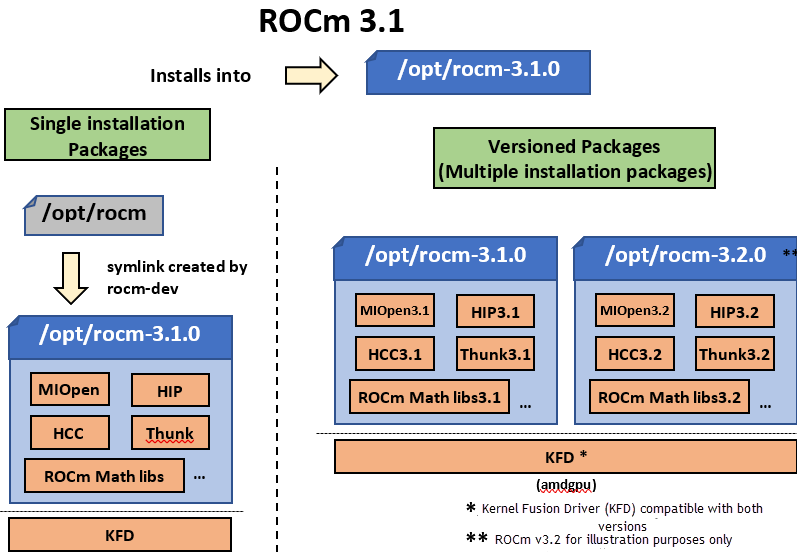 ROCm 3.1
Installs into
/opt/rocm-3.1.0
Single installation
Packages
/opt/rocm
symlink created by
rocm-dev
/opt/rocm-3.1.0
MIOpen
HIP
HCC
Thunk
ROCm Math libs
...
KFD
Versioned Packages
(Multiple installation packages)
/opt/rocm-3.1.0
MIOpen3.1
HIP3.1
HCC3.1
Thunk3.1
ROCm Math libs3.1
...
/opt/rocm-3.2.0 **
MIOpen3.2
HIP3.2
HCC3.2
Thunk3.2
ROCm Math libs3.2
...
KFD *
(amdgpu)
* Kernel Fusion Driver (KFD) compatible with both
versions
** ROCm v3.2 for illustration purposes only